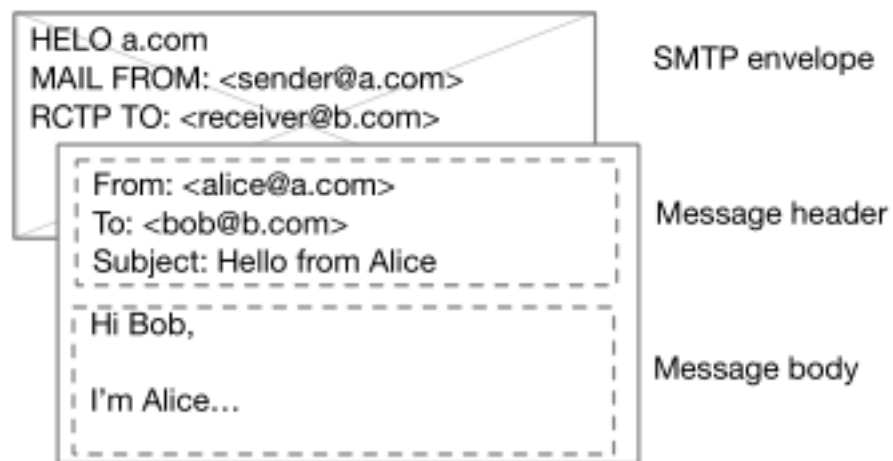 HELO a.com
MAIL FROM: <sender@a.com>
RCTP TO: <receiver@b.com>
SMTP envelope
From: <alice@a.com>
To: <bob@b.com>
Subject: Hello from Alice
Message header
Hi Bob,
I'm Alice...
Message body